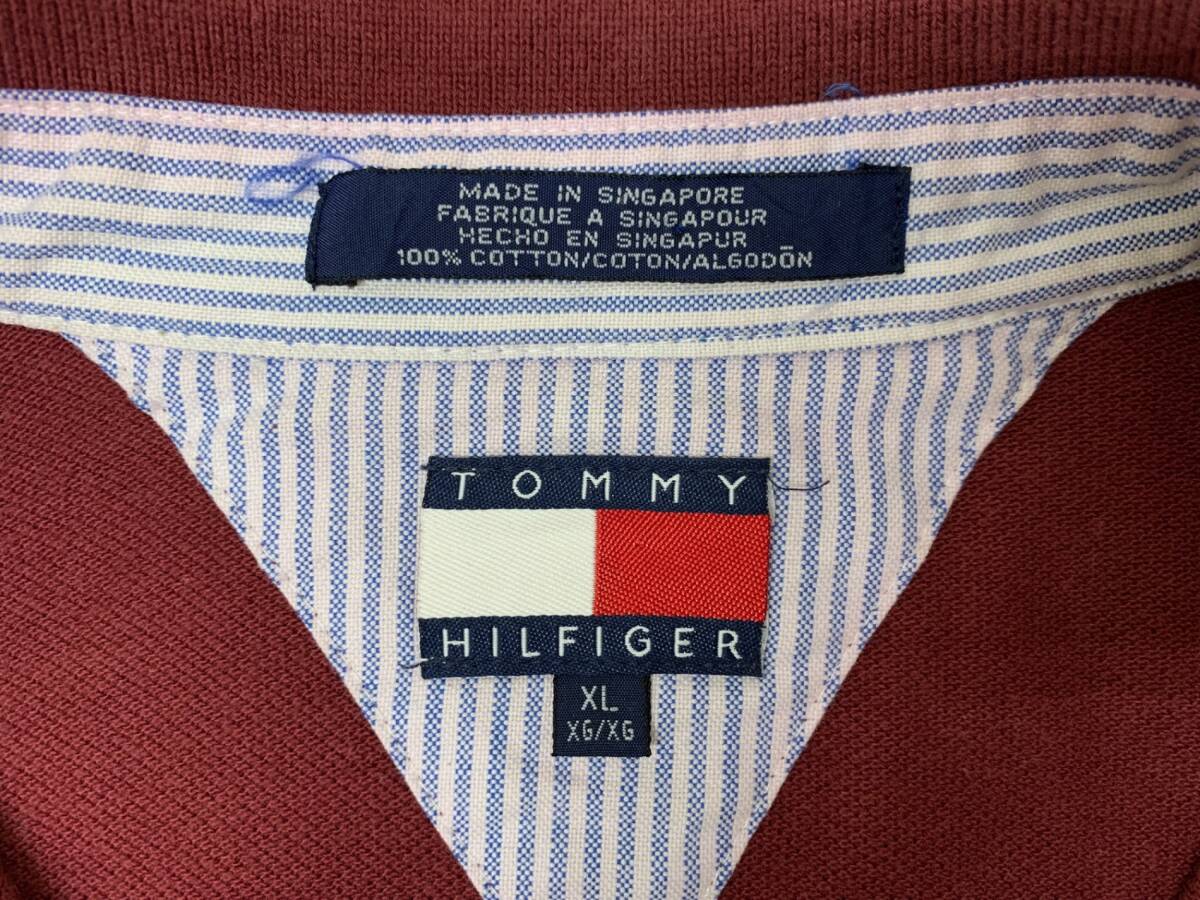 MADE IN SINGAPORE
FABRIQUE A SINGAPOUR
HECHO EN SINGAPUR
100% COTTON/COTON/ALGODŌN
TOMMY
HILFIGER
XL
XG/XG